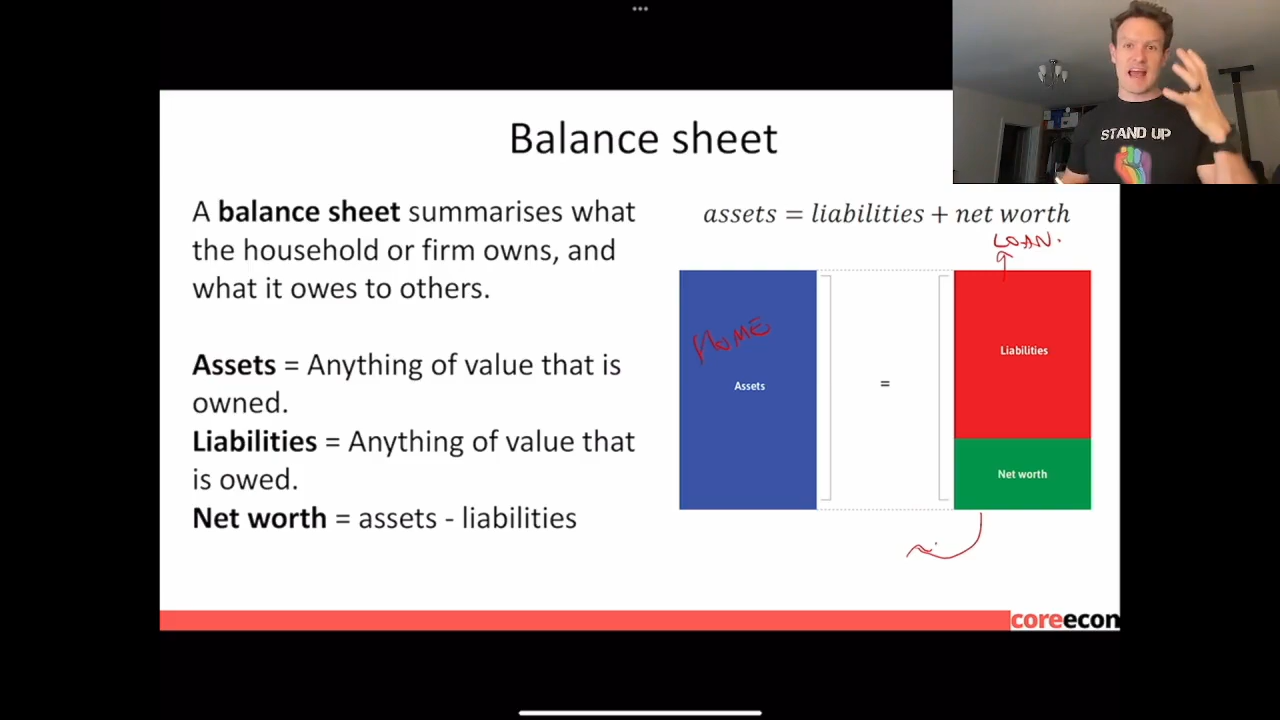 STAND UP
Balance sheet
A balance sheet summarises what
the household or firm owns, and
what it owes to others.
Assets = Anything of value that is
owned.
Liabilities = Anything of value that
is owed.
Net worth = assets - liabilities
assets = liabilities + net worth
LOAN.
HOME
Assets
=
Liabilities
Net worth
coreecon